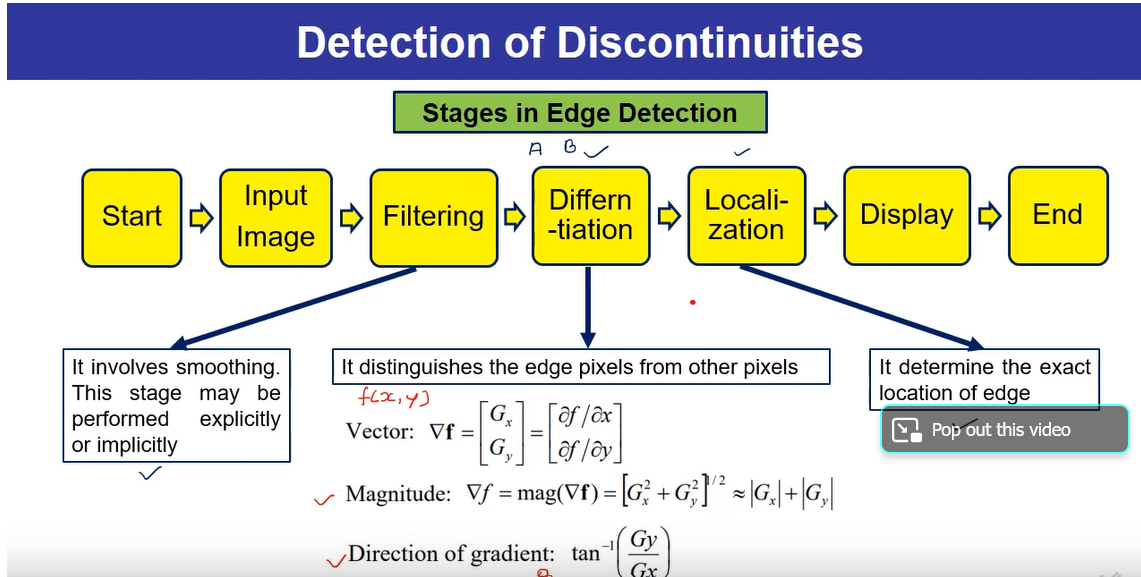 Detection of Discontinuities
Stages in Edge Detection
A B
Start
Input
Image
Filtering
Differn
-tiation
Locali-
zation
Display
End
It involves smoothing.
This stage may be
performed explicitly
or implicitly
It distinguishes the edge pixels from other pixels
f(x,y)
Vector: ∇f = [Gx Gy] = [∂f/∂x ∂f/∂y]
Magnitude: ∇f = mag(∇f) = [Gx² + Gy²]^1/2 ≈ |Gx| + |Gy|
Direction of gradient: tan⁻¹(Gy/Gx)
It determine the exact
location of edge
Pop out this video